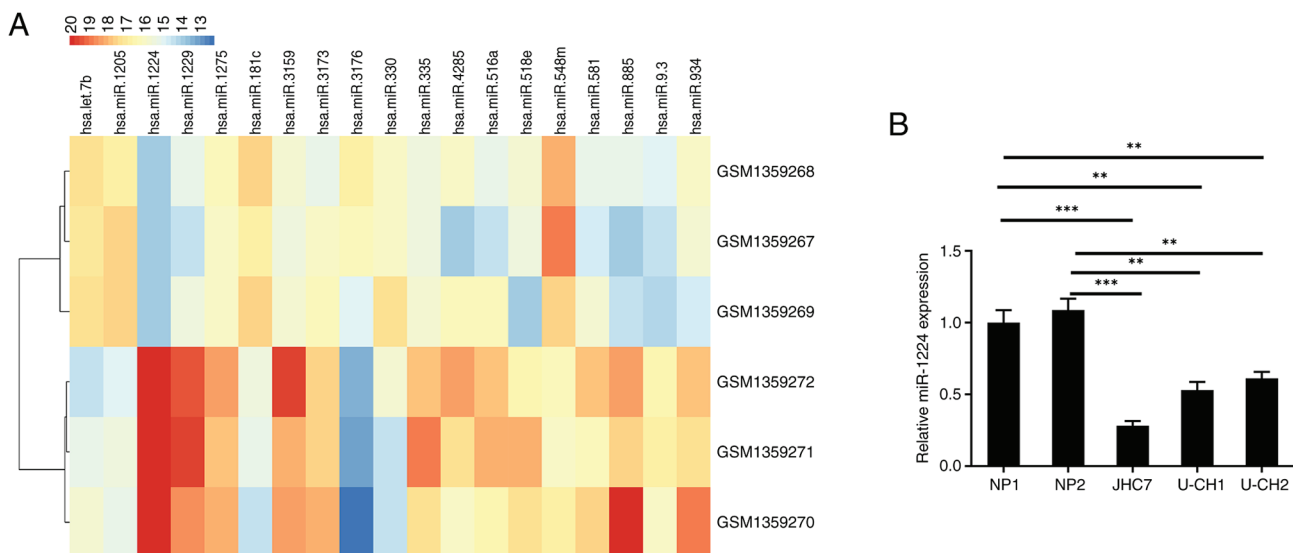 A
20 19 18 17 16 15 14 13
hsa.let.7b
hsa.miR.1205
hsa.miR.1224
hsa.miR.1229
hsa.miR.1275
hsa.miR.181c
hsa.miR.3159
hsa.miR.3173
hsa.miR.3176
hsa.miR.330
hsa.miR.335
hsa.miR.4285
hsa.miR.516a
hsa.miR.518e
hsa.miR.548m
hsa.miR.581
hsa.miR.885
hsa.miR.9.3
hsa.miR.934
GSM1359268
GSM1359267
GSM1359269
GSM1359272
GSM1359271
GSM1359270
B
**
**
***
**
**
***
Relative miR-1224 expression
1.5
1.0
0.5
0.0
NP1 NP2 JHC7 U-CH1 U-CH2